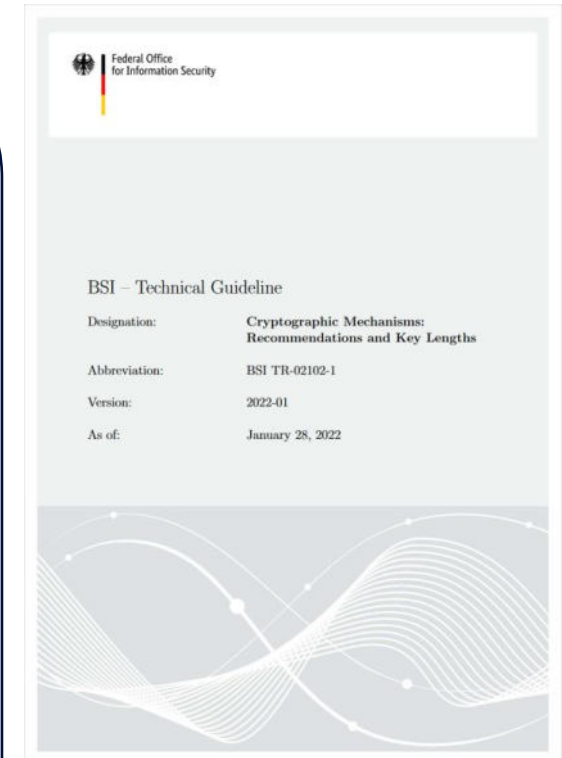 Federal Office
for Information Security
BSI – Technical Guideline
Designation: Cryptographic Mechanisms:
Recommendations and Key Lengths
Abbreviation: BSI TR-02102-1
Version: 2022-01
As of: January 28, 2022